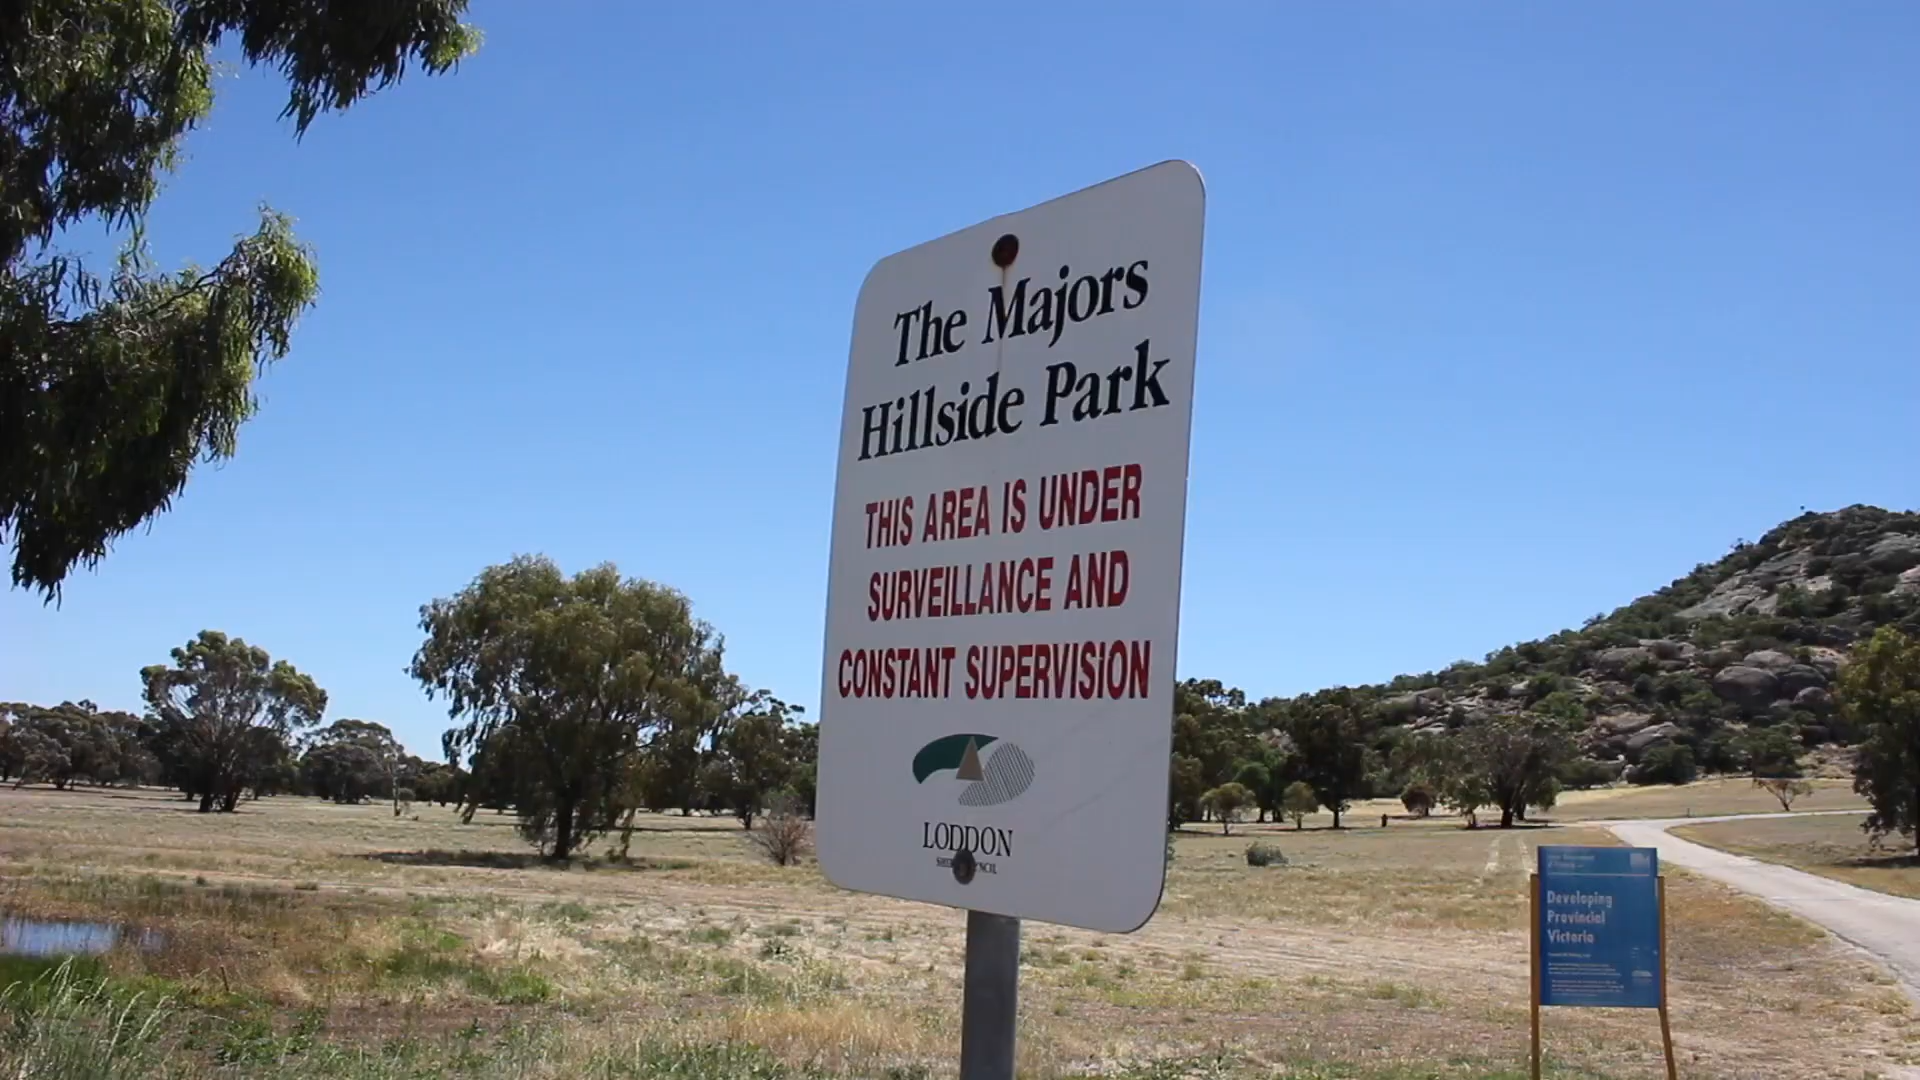 The Majors
Hillside Park
THIS AREA IS UNDER
SURVEILLANCE AND
CONSTANT SUPERVISION
LODDON
Developing
Provincial
Victoria